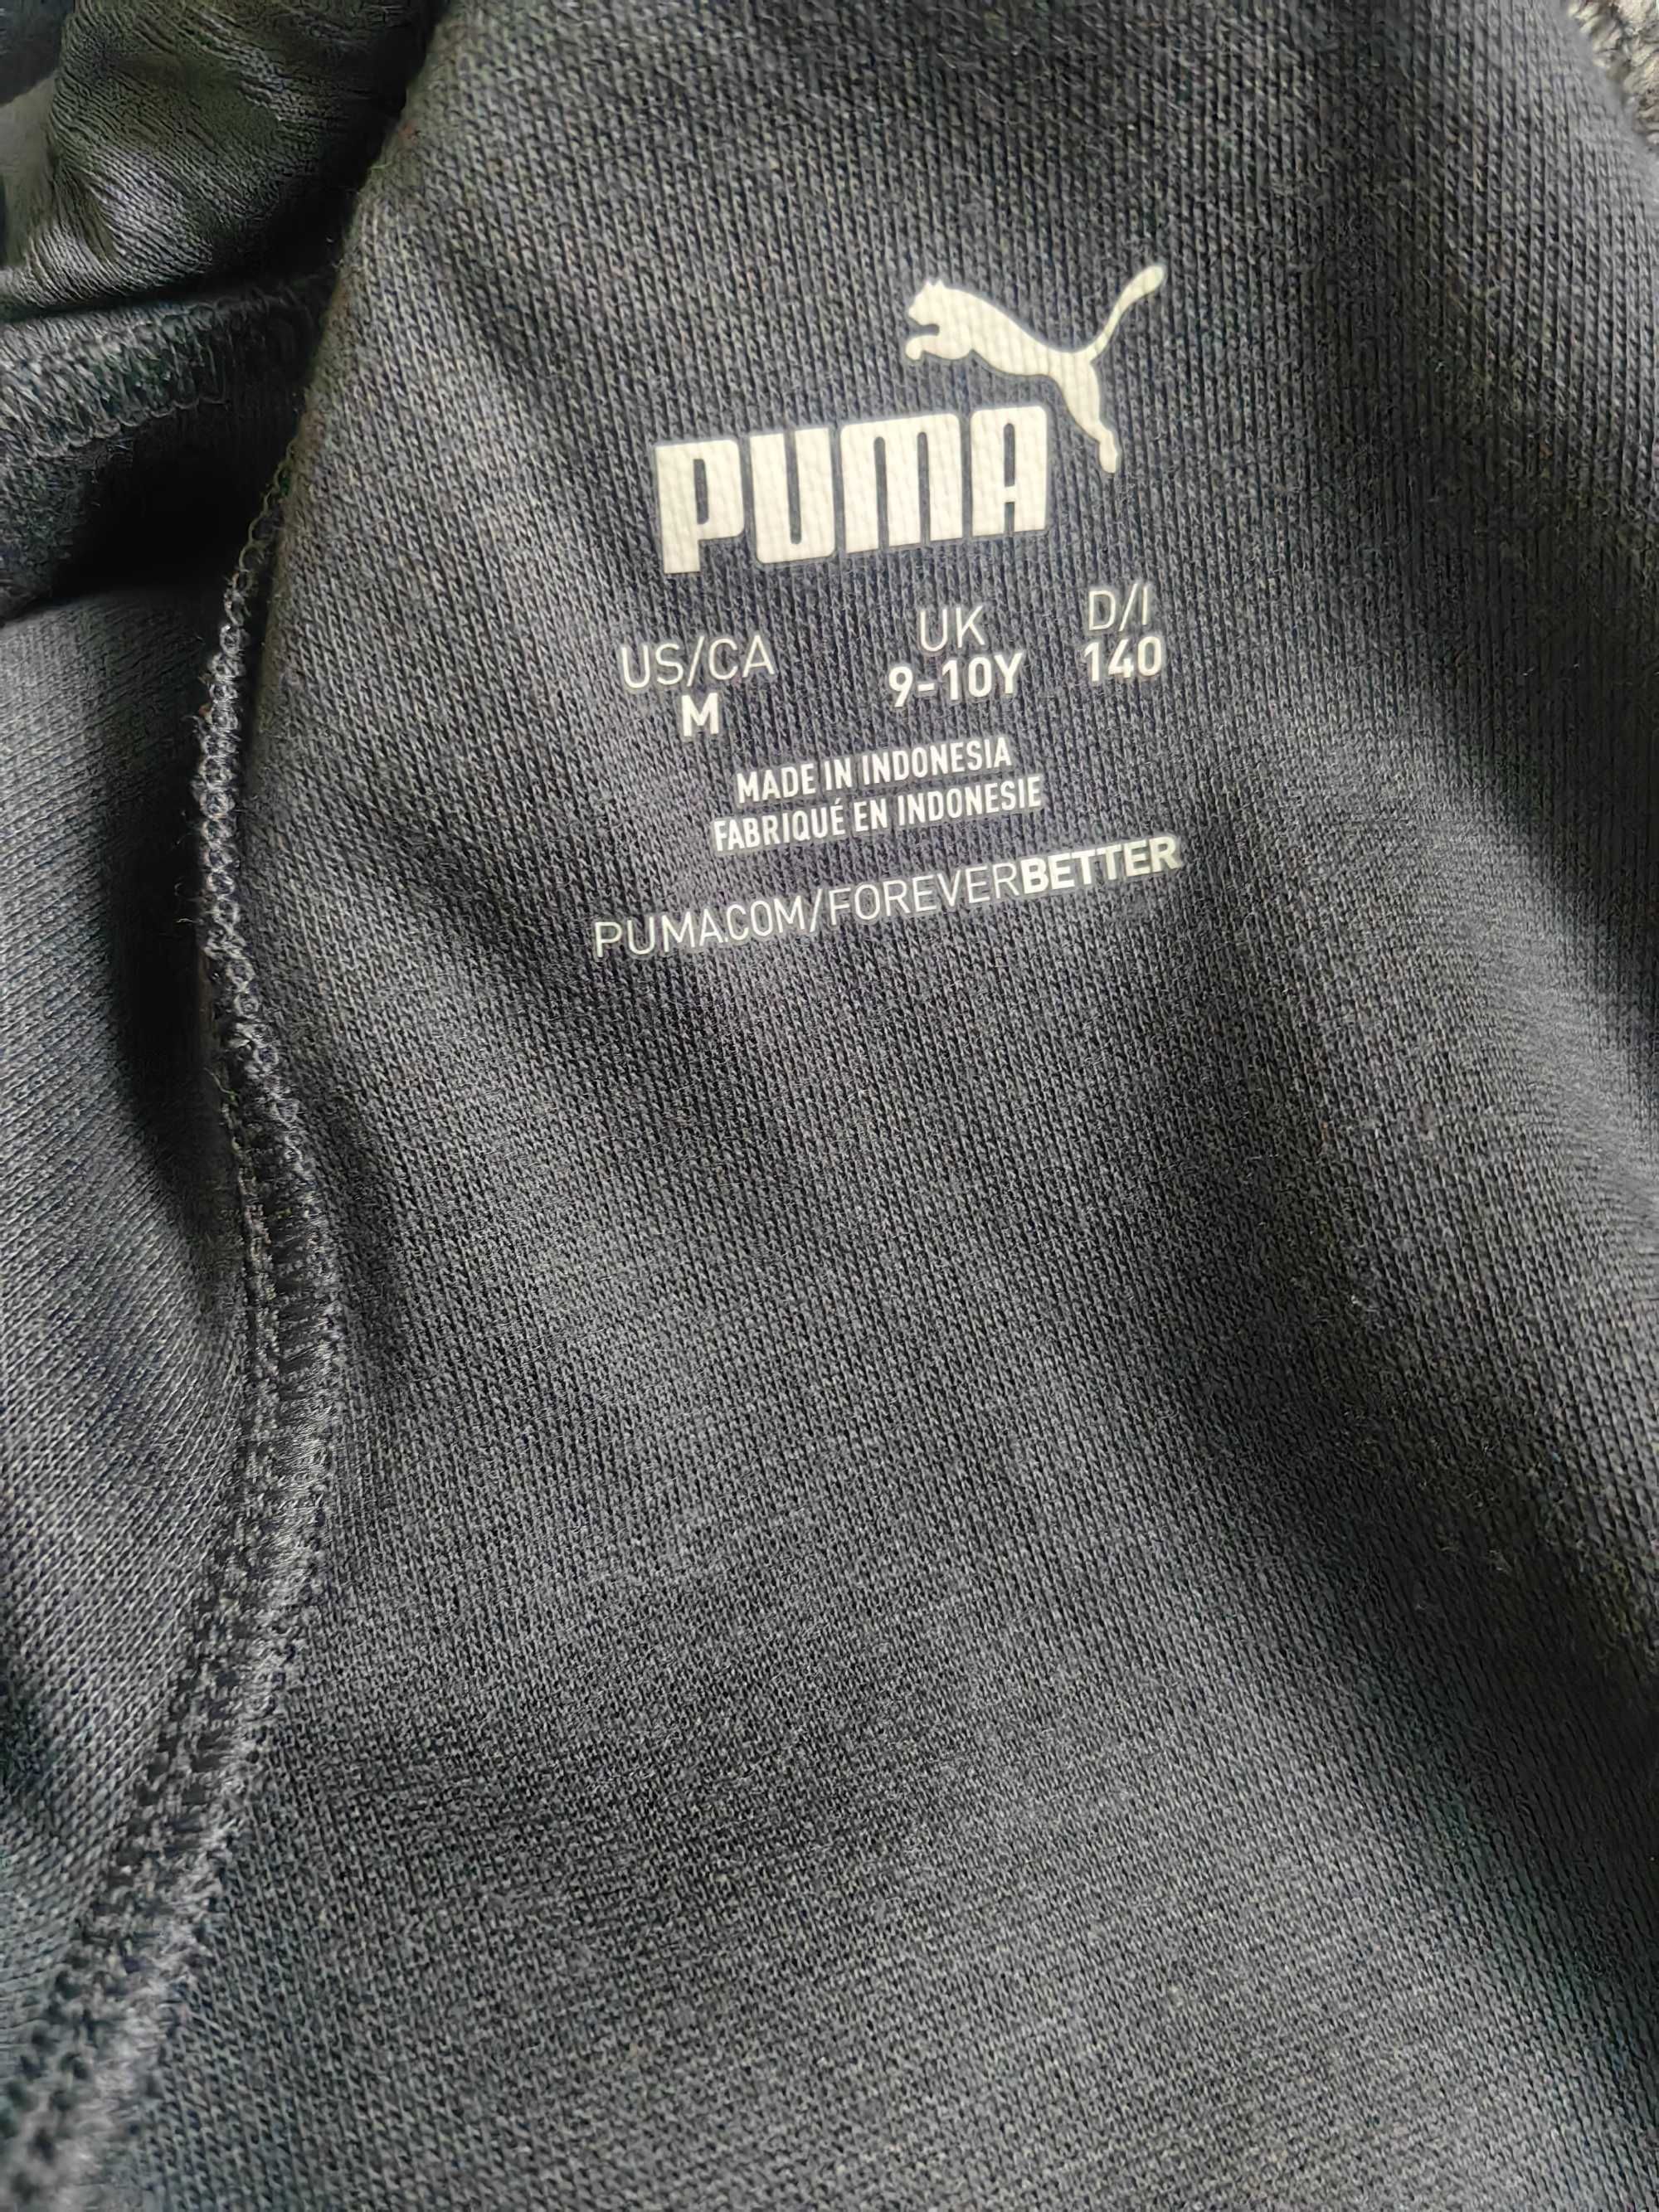 PUMA
US/CA UK D/I
M 9-10Y 140
MADE IN INDONESIA
FABRIQUÉ EN INDONESIE
PUMA.COM/FOREVERBETTER